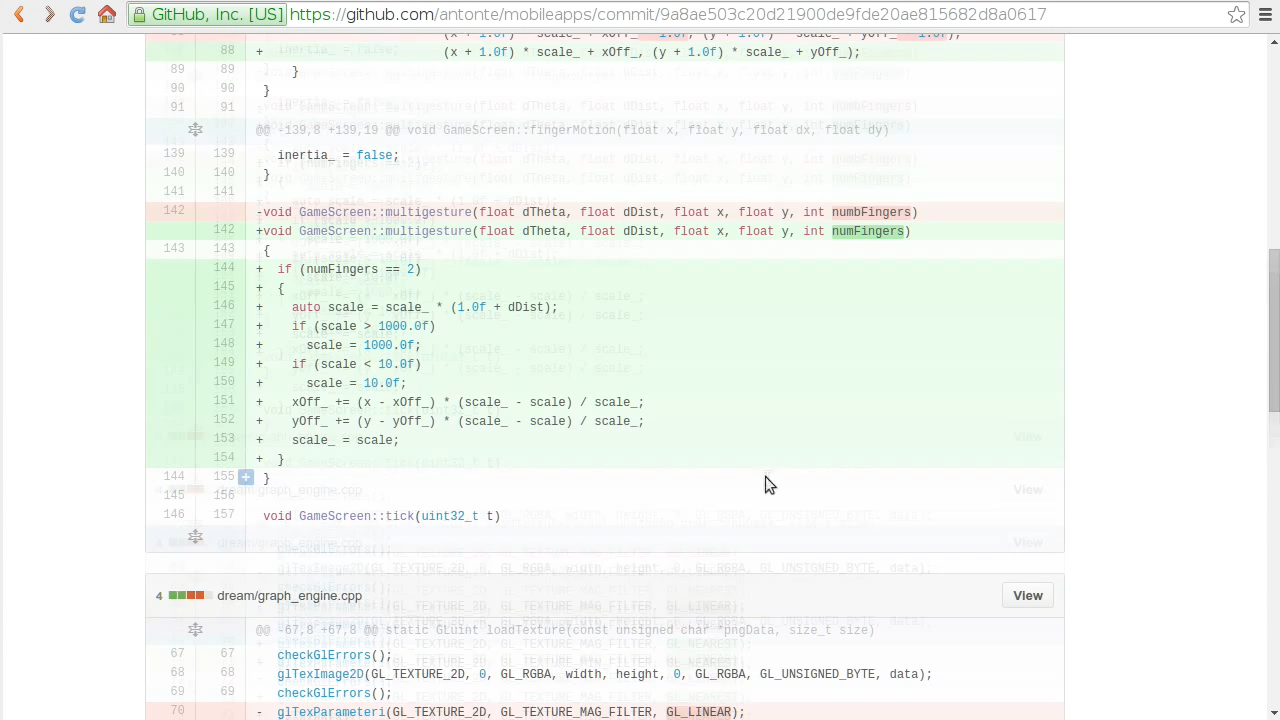 GitHub, Inc. [US] https://github.com/antonte/mobileapps/commit/9a8ae503c20d21900de9fde20ae815682d8a0617
88 + (x + 1.0f) * scale_ + xOff_, (y + 1.0f) * scale_ + yOff_);
89 89 }
90 90 }
91 91
@@ -139,8 +139,19 @@ void GameScreen::fingerMotion(float x, float y, float dx, float dy)
139 139 inertia_ = false;
140 140 }
141 141
142 -void GameScreen::multigesture(float dTheta, float dDist, float x, float y, int numbFingers)
142 +void GameScreen::multigesture(float dTheta, float dDist, float x, float y, int numFingers)
143 143 {
144 + if (numFingers == 2)
145 + {
146 + auto scale = scale_ * (1.0f + dDist);
147 + if (scale > 1000.0f)
148 + scale = 1000.0f;
149 + if (scale < 10.0f)
150 + scale = 10.0f;
151 + xOff_ += (x - xOff_) * (scale_ - scale) / scale_;
152 + yOff_ += (y - yOff_) * (scale_ - scale) / scale_;
153 + scale_ = scale;
154 + }
144 155 + }
145 156
146 157 void GameScreen::tick(uint32_t t)
4 dream/graph_engine.cpp View
@@ -67,8 +67,8 @@ static GLuint loadTexture(const unsigned char *pngData, size_t size)
67 67 checkGlErrors();
68 68 glTexImage2D(GL_TEXTURE_2D, 0, GL_RGBA, width, height, 0, GL_RGBA, GL_UNSIGNED_BYTE, data);
69 69 checkGlErrors();
70 - glTexParameteri(GL_TEXTURE_2D, GL_TEXTURE_MAG_FILTER, GL_LINEAR);